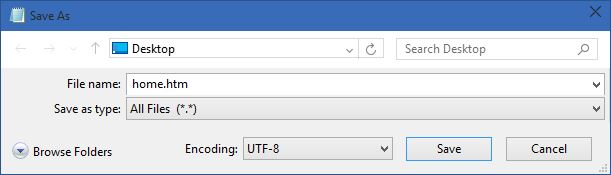 Save As
Desktop
Search Desktop
File name: home.htm
Save as type: All Files (*.*)
Browse Folders Encoding: UTF-8 Save Cancel